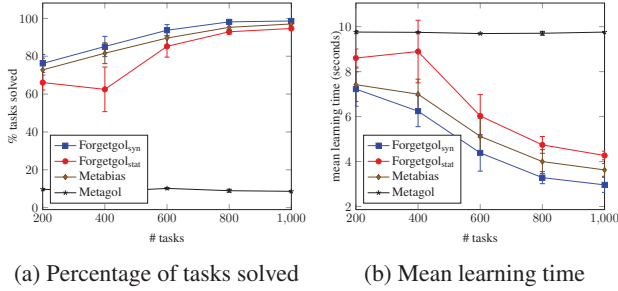 100
80
60
40
20
0
% tasks solved
Forgetgolsyn
Forgetgolstat
Metabias
Metagol
200 400 600 800 1,000
# tasks
(a) Percentage of tasks solved
10
8
6
4
2
mean learning time (seconds)
Forgetgolsyn
Forgetgolstat
Metabias
Metagol
200 400 600 800 1,000
# tasks
(b) Mean learning time